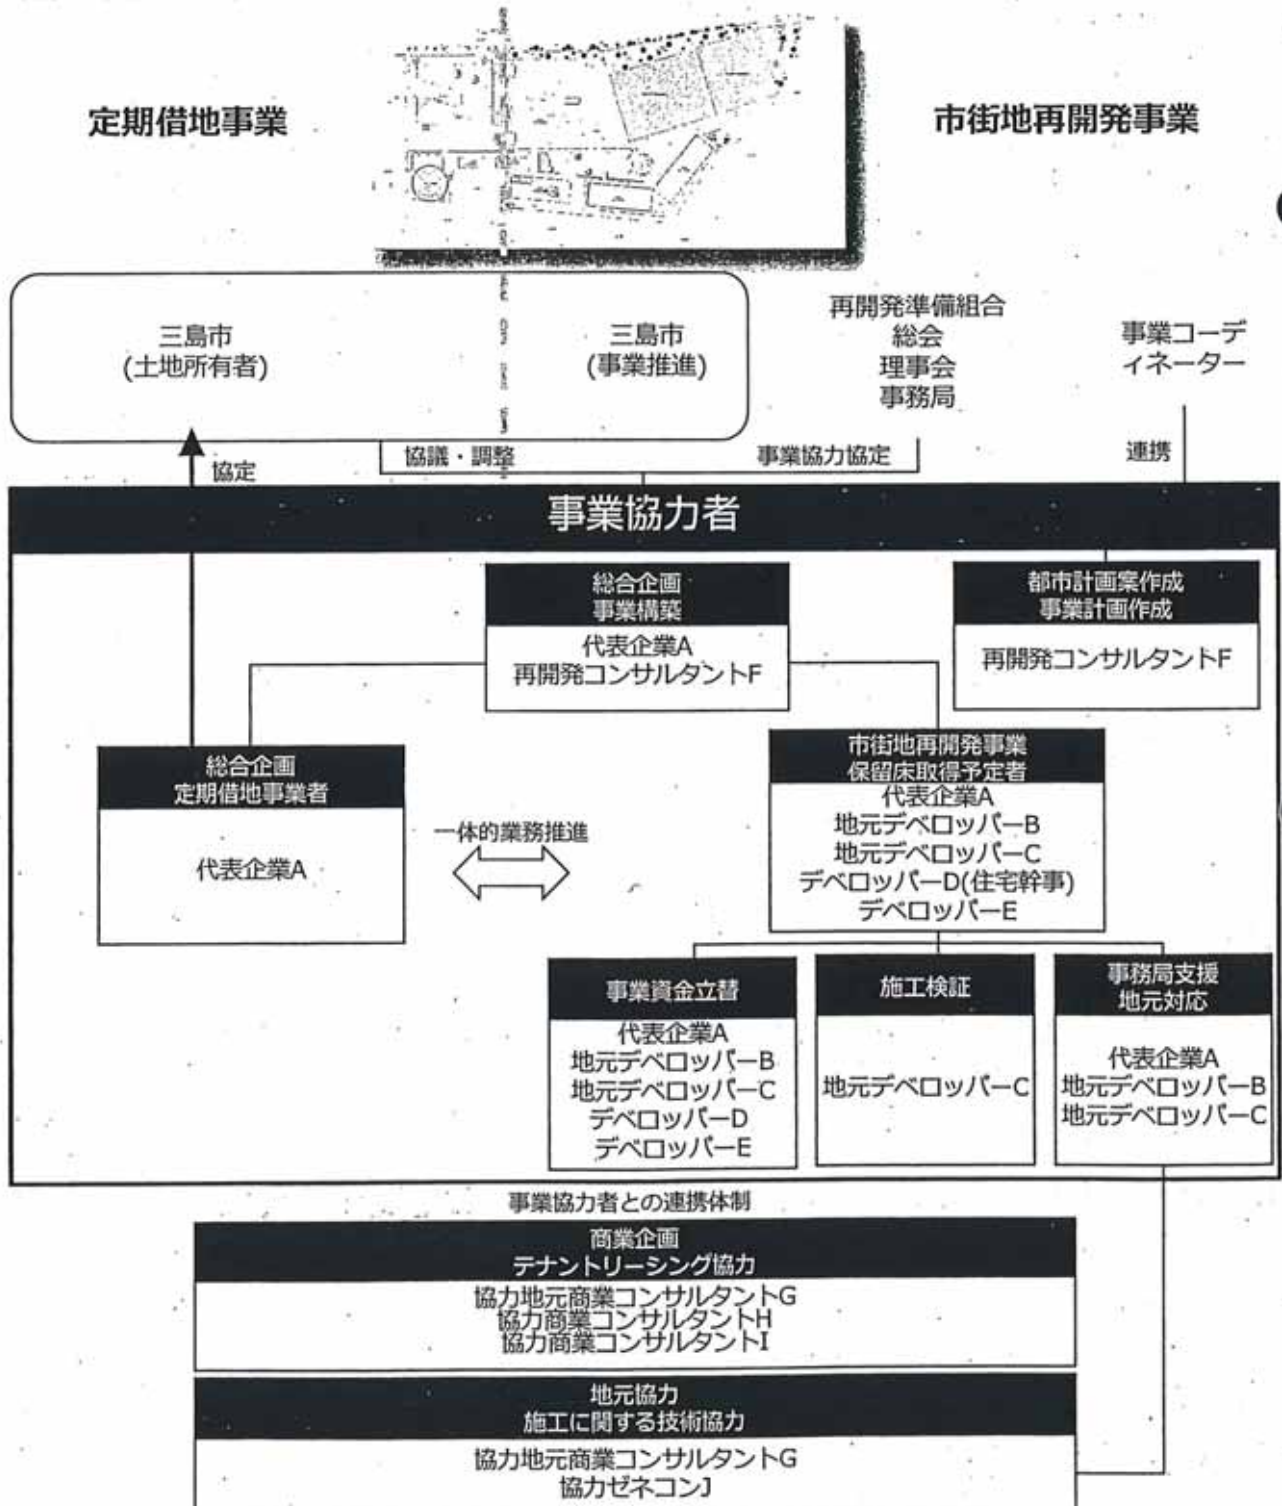 定期借地事業
市街地再開発事業
三島市
(土地所有者)
三島市
(事業推進)
再開発準備組合
総会
理事会
事務局
事業コーデ
ィネーター
協定
協議・調整
事業協力協定
連携
事業協力者
総合企画
事業構築
代表企業A
再開発コンサルタントF
都市計画案作成
事業計画作成
再開発コンサルタントF
総合企画
定期借地事業者
代表企業A
一体的業務推進
市街地再開発事業
保留床取得予定者
代表企業A
地元デベロッパーB
地元デベロッパーC
デベロッパーD(住宅幹事)
デベロッパーE
事業資金立替
代表企業A
地元デベロッパーB
地元デベロッパーC
デベロッパーD
デベロッパーE
施工検証
地元デベロッパーC
事務局支援
地元対応
代表企業A
地元デベロッパーB
地元デベロッパーC
事業協力者との連携体制
商業企画
テナントリーシング協力
協力地元商業コンサルタントG
協力商業コンサルタントH
協力商業コンサルタントI
地元協力
施工に関する技術協力
協力地元商業コンサルタントG
協力ゼネコンJ